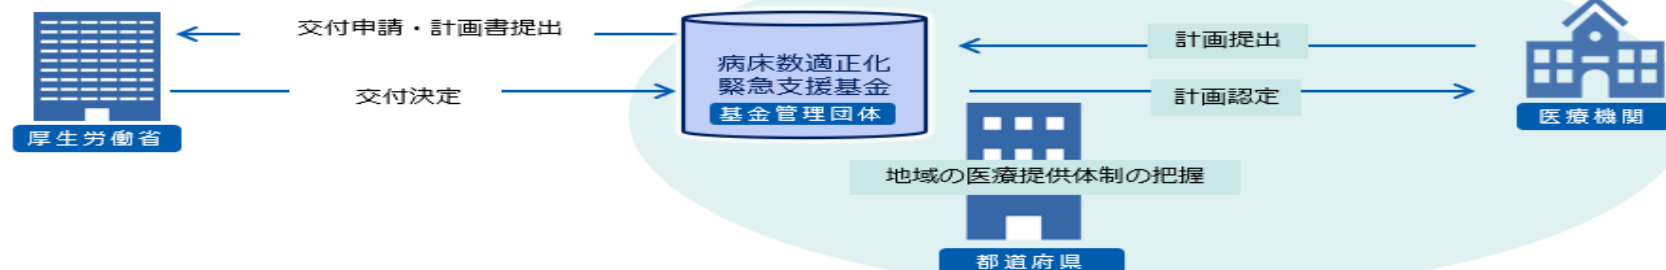 交付申請・計画書提出
交付決定
厚生労働省
病床数適正化
緊急支援基金
基金管理団体
計画提出
計画認定
医療機関
地域の医療提供体制の把握
都道府県